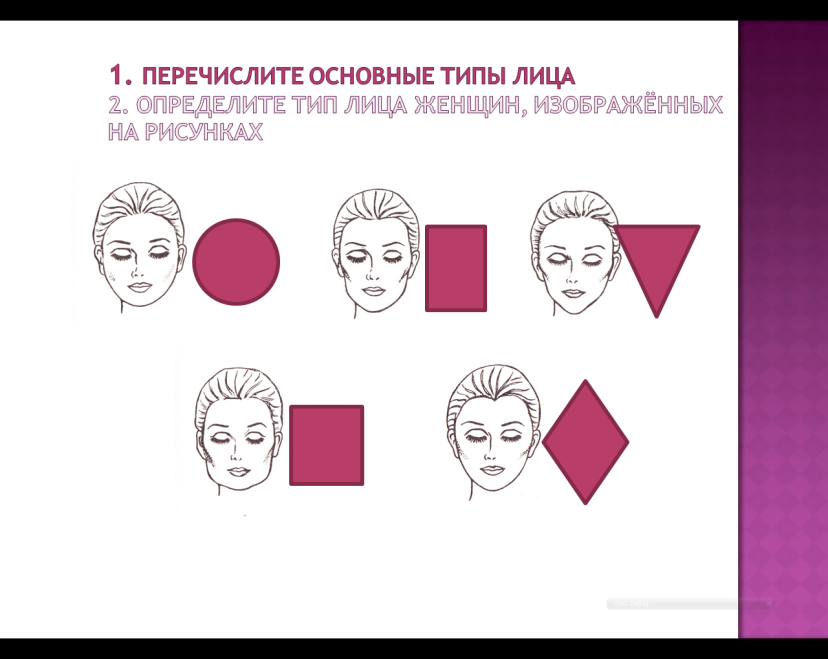 1. ПЕРЕЧИСЛИТЕ ОСНОВНЫЕ ТИПЫ ЛИЦА
2. ОПРЕДЕЛИТЕ ТИП ЛИЦА ЖЕНЩИН, ИЗОБРАЖЁННЫХ
НА РИСУНКАХ